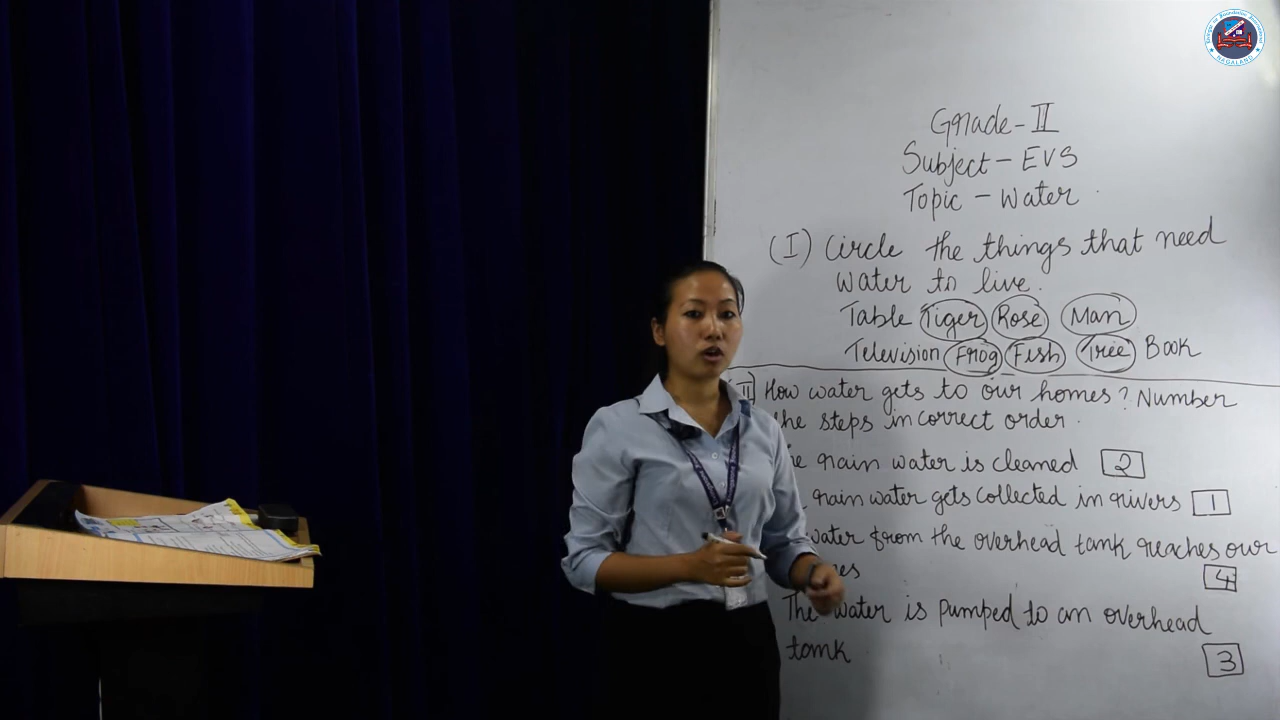 NAGALAND
Grade - II
Subject - EVS
Topic - Water
(I) Circle the things that need
water to live.
Table Tiger Rose Man
Television Frog Fish Tree Book
II) How water gets to our homes? Number
the steps in correct order.
rain water is cleaned 2
rain water gets collected in rivers 1
water from the overhead tank reaches our
4
The water is pumped to an overhead
tank 3